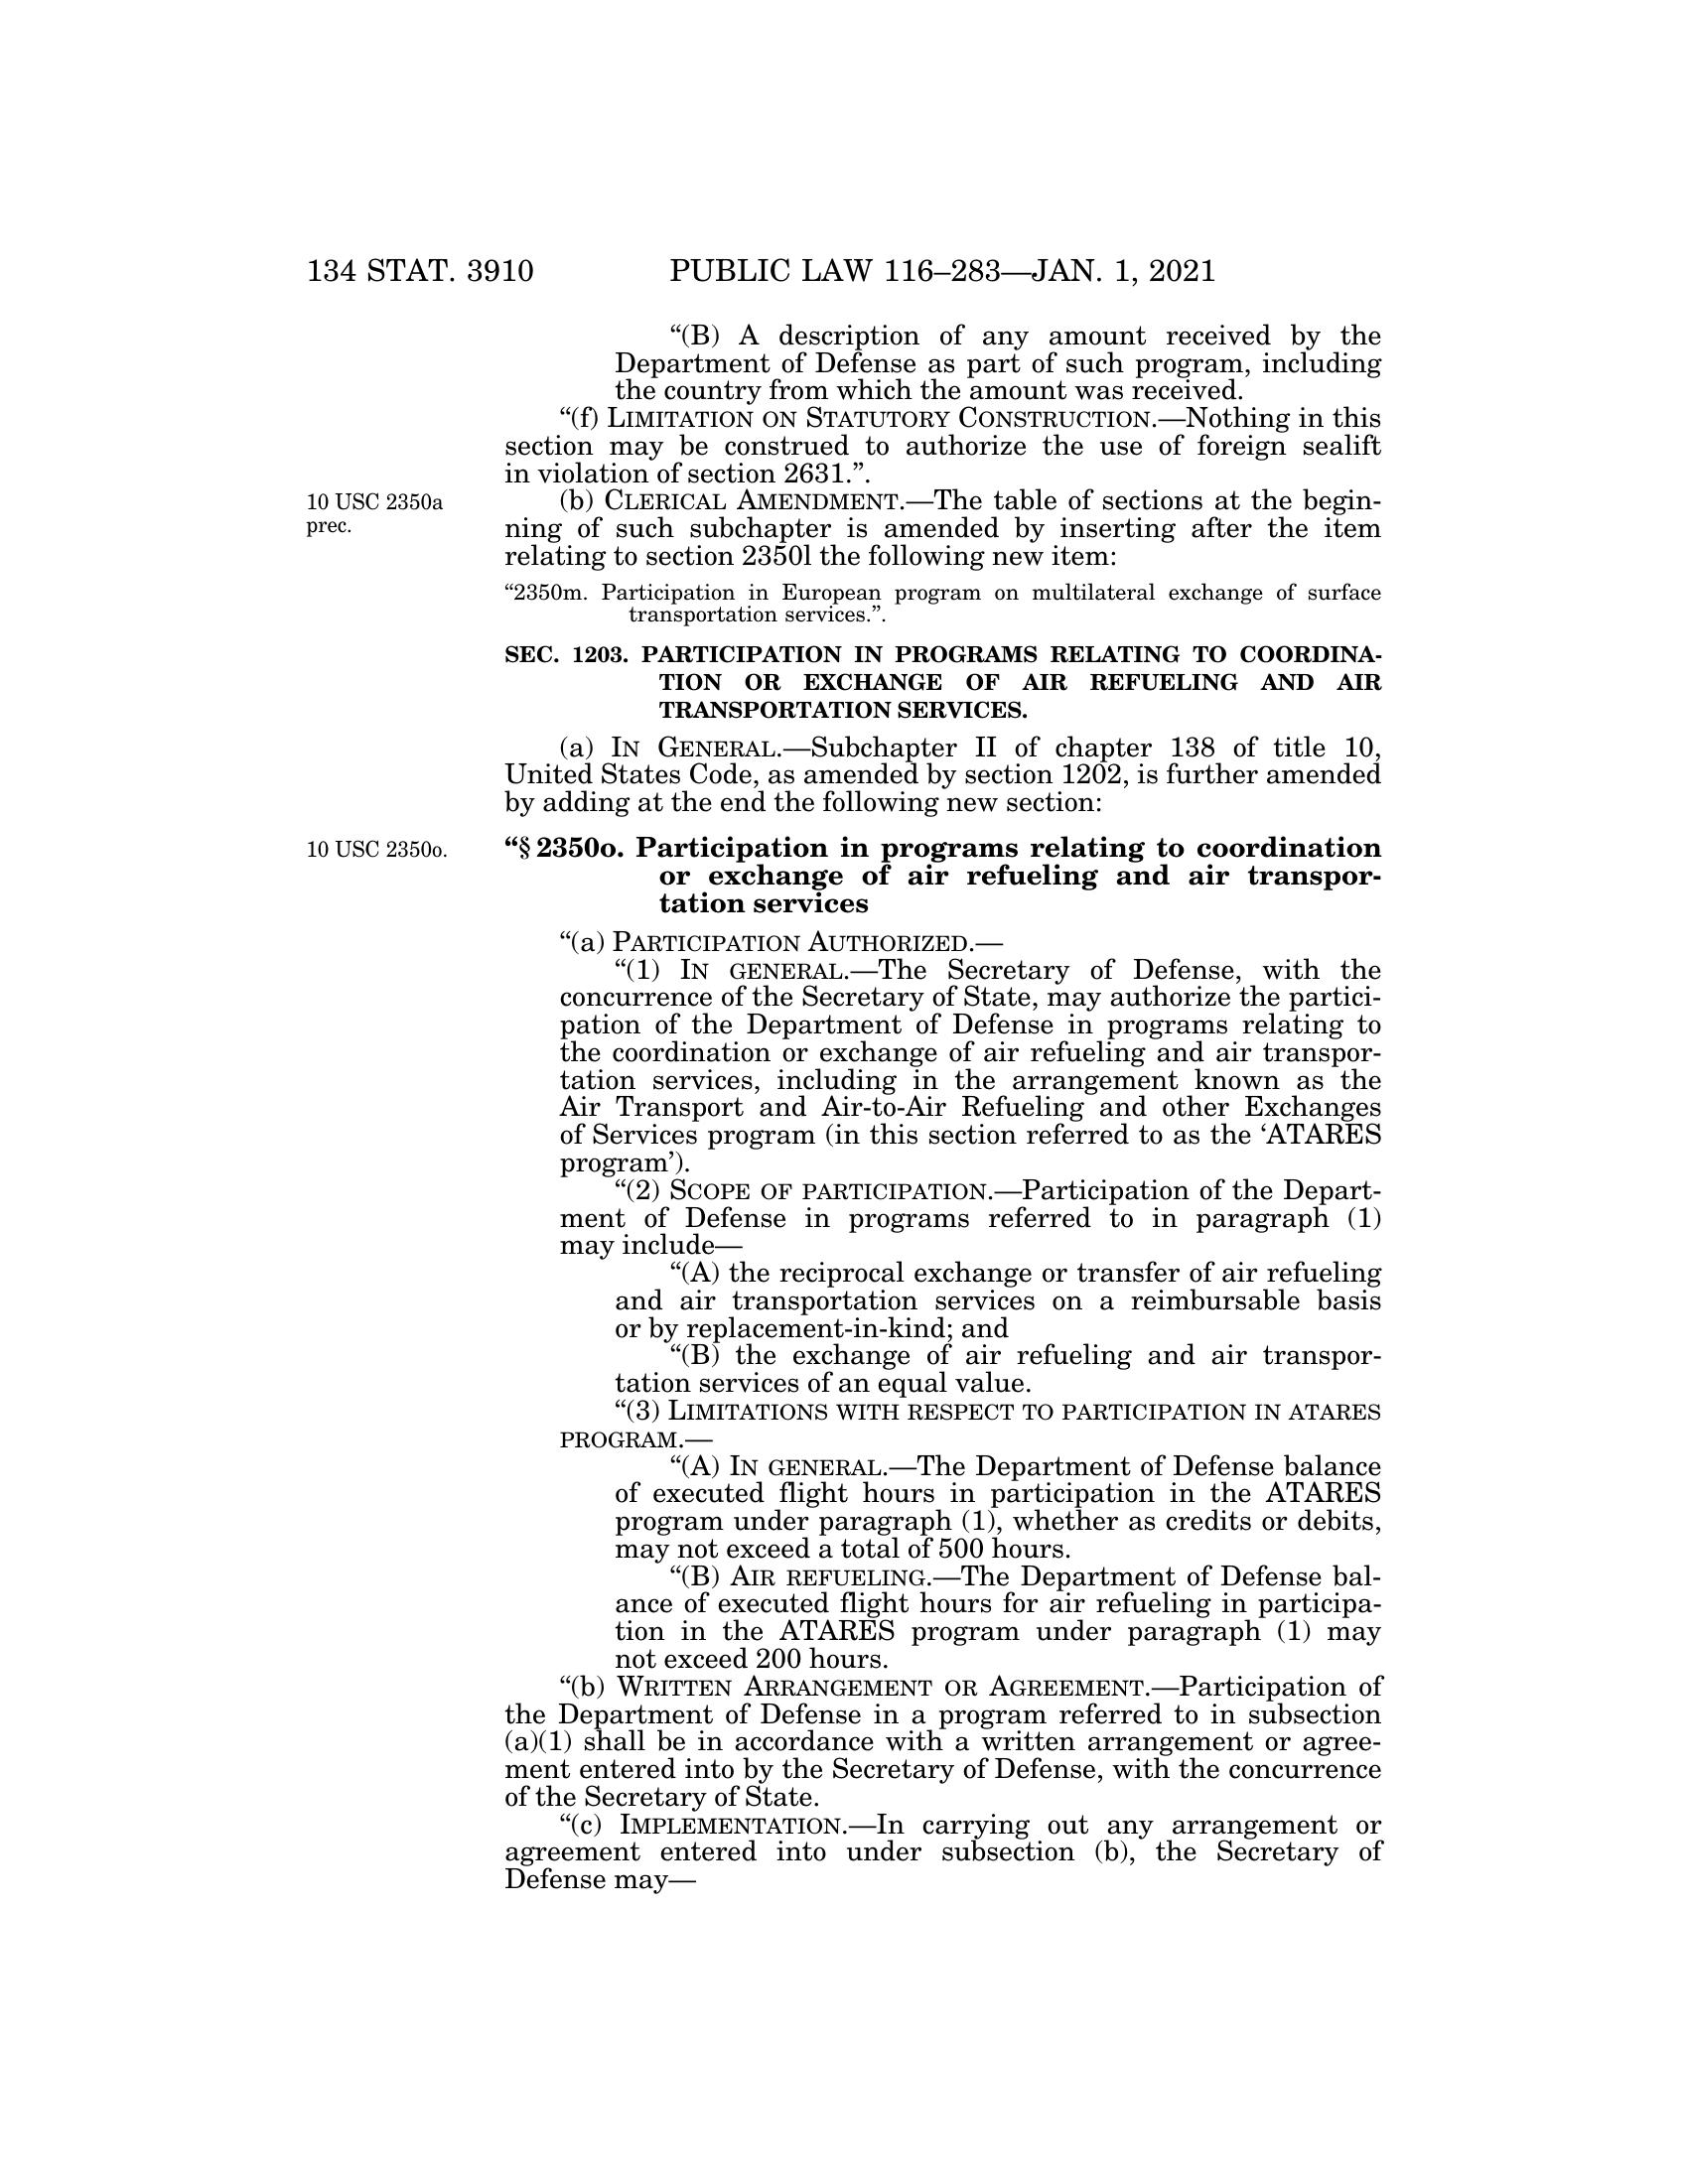 134 STAT. 3910 PUBLIC LAW 116–283—JAN. 1, 2021
“(B) A description of any amount received by the
Department of Defense as part of such program, including
the country from which the amount was received.
“(f) LIMITATION ON STATUTORY CONSTRUCTION.—Nothing in this
section may be construed to authorize the use of foreign sealift
in violation of section 2631.”.
10 USC 2350a
prec.
(b) CLERICAL AMENDMENT.—The table of sections at the begin-
ning of such subchapter is amended by inserting after the item
relating to section 2350l the following new item:
“2350m. Participation in European program on multilateral exchange of surface
transportation services.”.
SEC. 1203. PARTICIPATION IN PROGRAMS RELATING TO COORDINA-
TION OR EXCHANGE OF AIR REFUELING AND AIR
TRANSPORTATION SERVICES.
(a) IN GENERAL.—Subchapter II of chapter 138 of title 10,
United States Code, as amended by section 1202, is further amended
by adding at the end the following new section:
10 USC 2350o.
“§ 2350o. Participation in programs relating to coordination
or exchange of air refueling and air transpor-
tation services
“(a) PARTICIPATION AUTHORIZED.—
“(1) IN GENERAL.—The Secretary of Defense, with the
concurrence of the Secretary of State, may authorize the partici-
pation of the Department of Defense in programs relating to
the coordination or exchange of air refueling and air transpor-
tation services, including in the arrangement known as the
Air Transport and Air-to-Air Refueling and other Exchanges
of Services program (in this section referred to as the ‘ATARES
program’).
“(2) SCOPE OF PARTICIPATION.—Participation of the Depart-
ment of Defense in programs referred to in paragraph (1)
may include—
“(A) the reciprocal exchange or transfer of air refueling
and air transportation services on a reimbursable basis
or by replacement-in-kind; and
“(B) the exchange of air refueling and air transpor-
tation services of an equal value.
“(3) LIMITATIONS WITH RESPECT TO PARTICIPATION IN ATARES
PROGRAM.—
“(A) IN GENERAL.—The Department of Defense balance
of executed flight hours in participation in the ATARES
program under paragraph (1), whether as credits or debits,
may not exceed a total of 500 hours.
“(B) AIR REFUELING.—The Department of Defense bal-
ance of executed flight hours for air refueling in participa-
tion in the ATARES program under paragraph (1) may
not exceed 200 hours.
“(b) WRITTEN ARRANGEMENT OR AGREEMENT.—Participation of
the Department of Defense in a program referred to in subsection
(a)(1) shall be in accordance with a written arrangement or agree-
ment entered into by the Secretary of Defense, with the concurrence
of the Secretary of State.
“(c) IMPLEMENTATION.—In carrying out any arrangement or
agreement entered into under subsection (b), the Secretary of
Defense may—